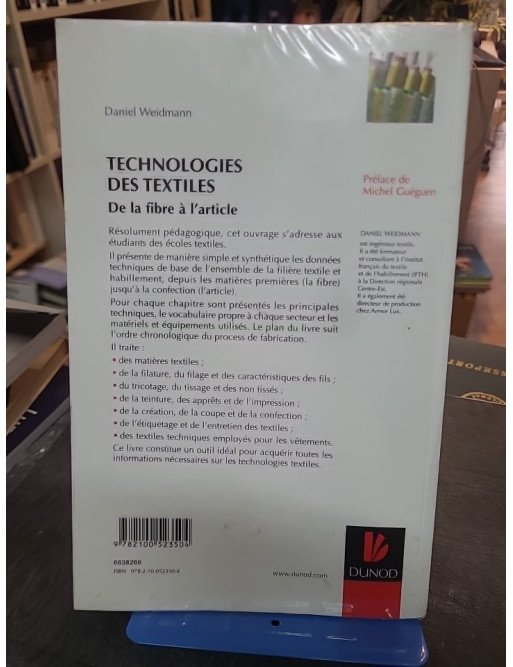 Daniel Weidmann
TECHNOLOGIES
DES TEXTILES
De la fibre à l'article
Résolument pédagogique, cet ouvrage s'adresse aux
étudiants des écoles textiles.
Il présente de manière simple et synthétique les données
techniques de base de l'ensemble de la filière textile et
habillement, depuis les matières premières (la fibre)
jusqu'à la confection (l'article).
Pour chaque chapitre sont présentés les principales
techniques, le vocabulaire propre à chaque secteur et les
matériels et équipements utilisés. Le plan du livre suit
l'ordre chronologique du process de fabrication.
Il traite :
• des matières textiles ;
• de la filature, du filage et des caractéristiques des fils ;
• du tricotage, du tissage et des non tissés ;
• de la teinture, des apprêts et de l'impression ;
• de la création, de la coupe et de la confection ;
• de l'étiquetage et de l'entretien des textiles ;
• des textiles techniques employés pour les vêtements.
Ce livre constitue un outil idéal pour acquérir toutes les
informations nécessaires sur les technologies textiles.
Préface de
Michel Guéguen
DANIEL WEIDMANN
est ingénieur textile.
Il a été formateur
et consultant à l'Institut
français du textile
et de l'habillement (IFTH)
à la Direction régionale
Centre-Est.
Il a également été
directeur de production
chez Armor Lux.
9 782100 523504
6638266
ISBN 978-2-10-052350-4
www.dunod.com
DUNOD